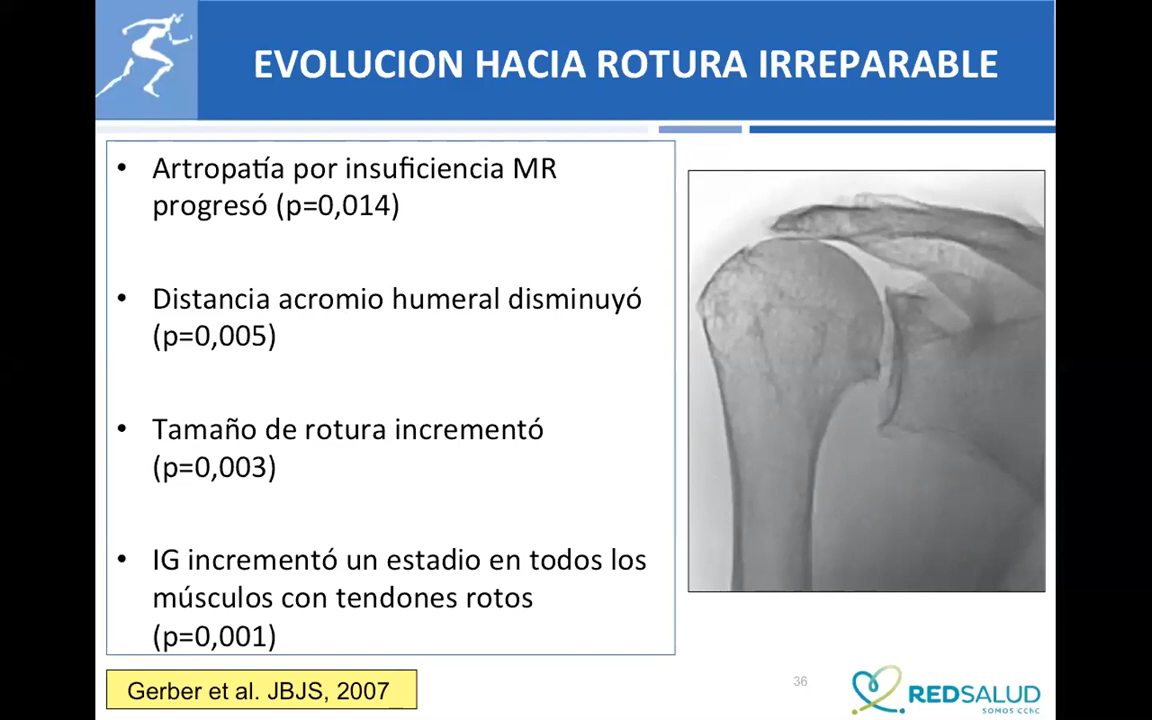 EVOLUCION HACIA ROTURA IRREPARABLE
• Artropatía por insuficiencia MR
progresó (p=0,014)
• Distancia acromio humeral disminuyó
(p=0,005)
• Tamaño de rotura incrementó
(p=0,003)
• IG incrementó un estadio en todos los
músculos con tendones rotos
(p=0,001)
Gerber et al. JBJS, 2007
36
REDSALUD
SOMOS CChC